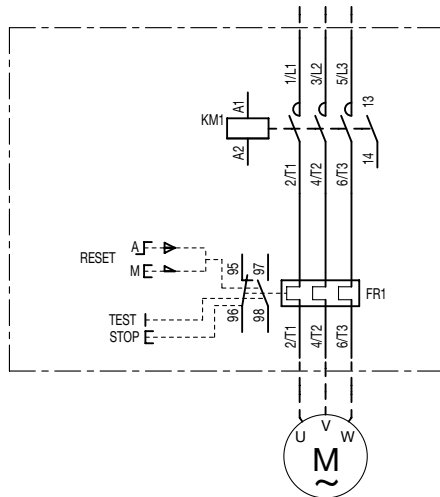 1/L1
3/L2
5/L3
13
A1
KM1
A2
14
2/T1
4/T2
6/T3
A
RESET
M
95
97
FR1
TEST
STOP
96
98
2/T1
4/T2
6/T3
U
V
W
M
~